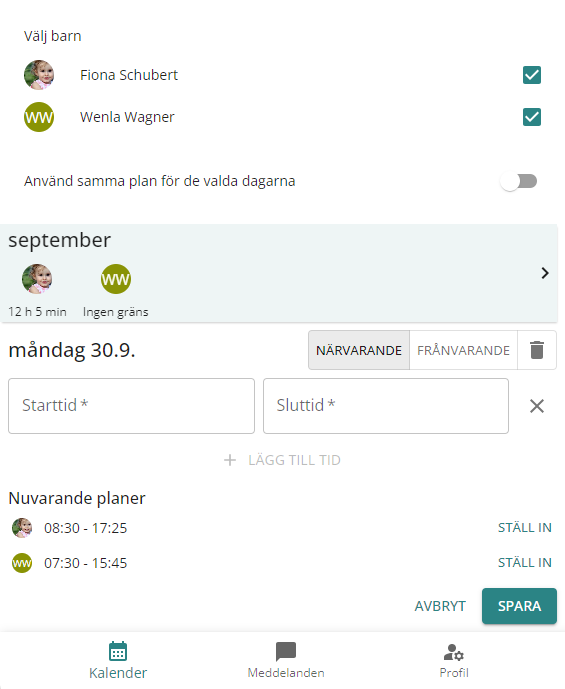 Välj barn
Fiona Schubert
WW Wenla Wagner
Använd samma plan för de valda dagarna
september
WW
12 h 5 min Ingen gräns
måndag 30.9. NÄRVARANDE FRÅNVARANDE
Starttid * Sluttid *
+ LÄGG TILL TID
Nuvarande planer
08:30 - 17:25 STÄLL IN
WW 07:30 - 15:45 STÄLL IN
AVBRYT SPARA
Kalender Meddelanden Profil